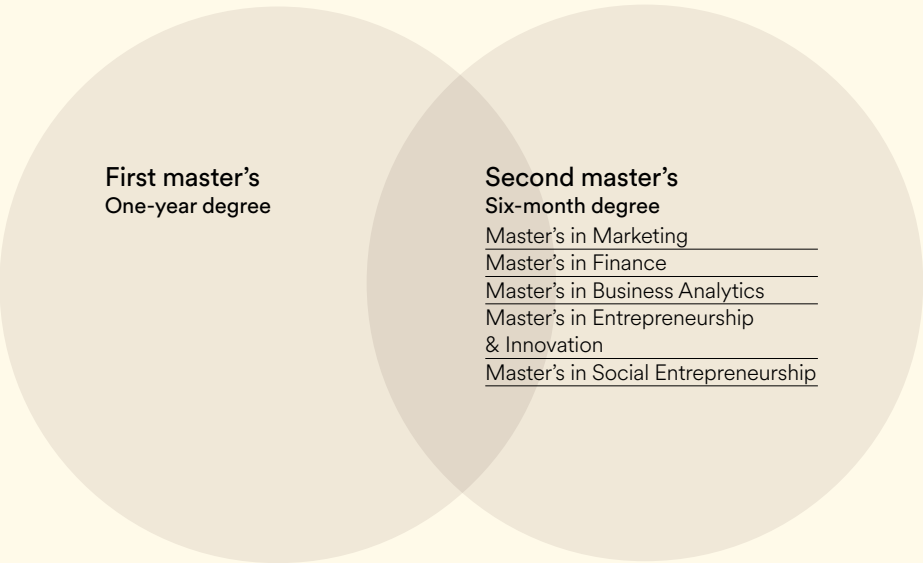 First master’s
One-year degree
Second master’s
Six-month degree
Master’s in Marketing
Master’s in Finance
Master’s in Business Analytics
Master’s in Entrepreneurship
& Innovation
Master’s in Social Entrepreneurship